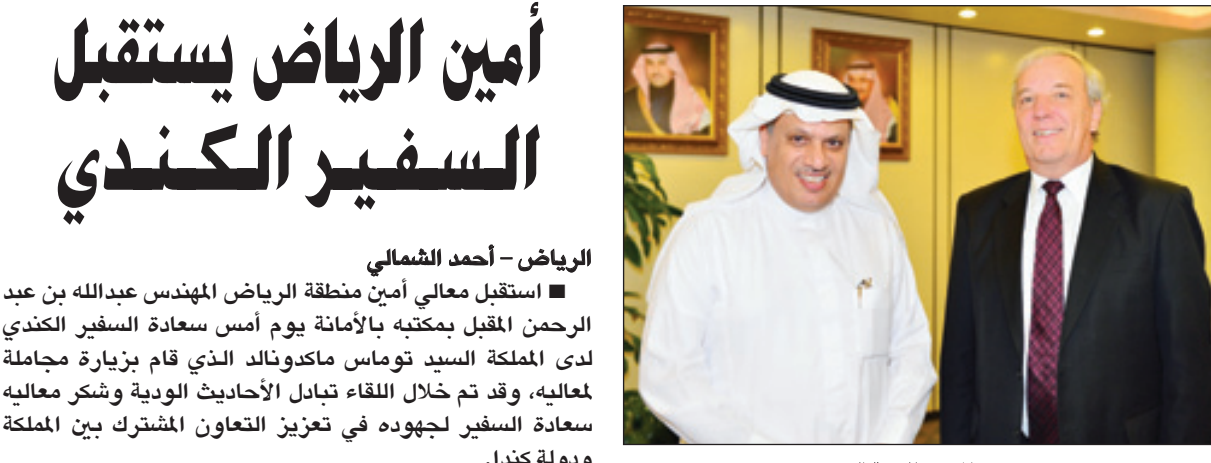 أمين الرياض يستقبل
السفير الكندي
الرياض – أحمد الشمالي
■ استقبل معالي أمين منطقة الرياض المهندس عبدالله بن عبد
الرحمن المقبل بمكتبه بالأمانة يوم أمس سعادة السفير الكندي
لدى المملكة السيد توماس ماكدونالد الذي قام بزيارة مجاملة
لمعاليه، وقد تم خلال اللقاء تبادل الأحاديث الودية وشكر معاليه
سعادة السفير لجهوده في تعزيز التعاون المشترك بين المملكة
ودولة كندا.